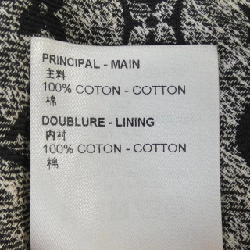 PRINCIPAL - MAIN
主料
100% COTON - COTTON
棉
DOUBLURE - LINING
内衬
100% COTON - COTTON
棉